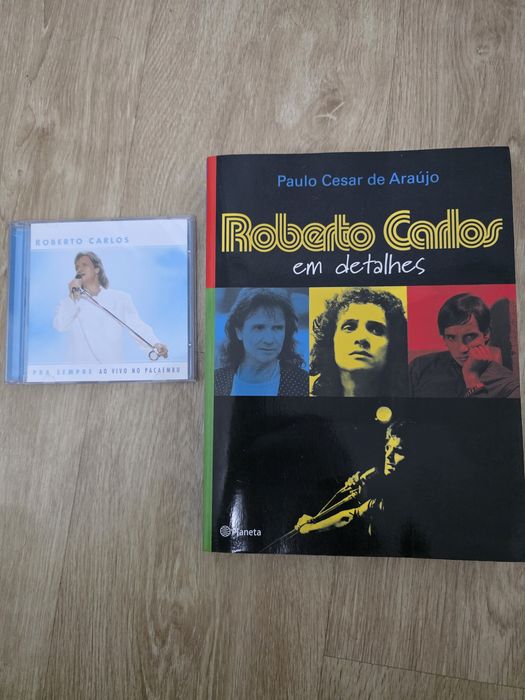 ROBERTO CARLOS
PRA SEMPRE AO VIVO NO PACAEMBU
Paulo Cesar de Araújo
Roberto Carlos
em detalhes
Planeta